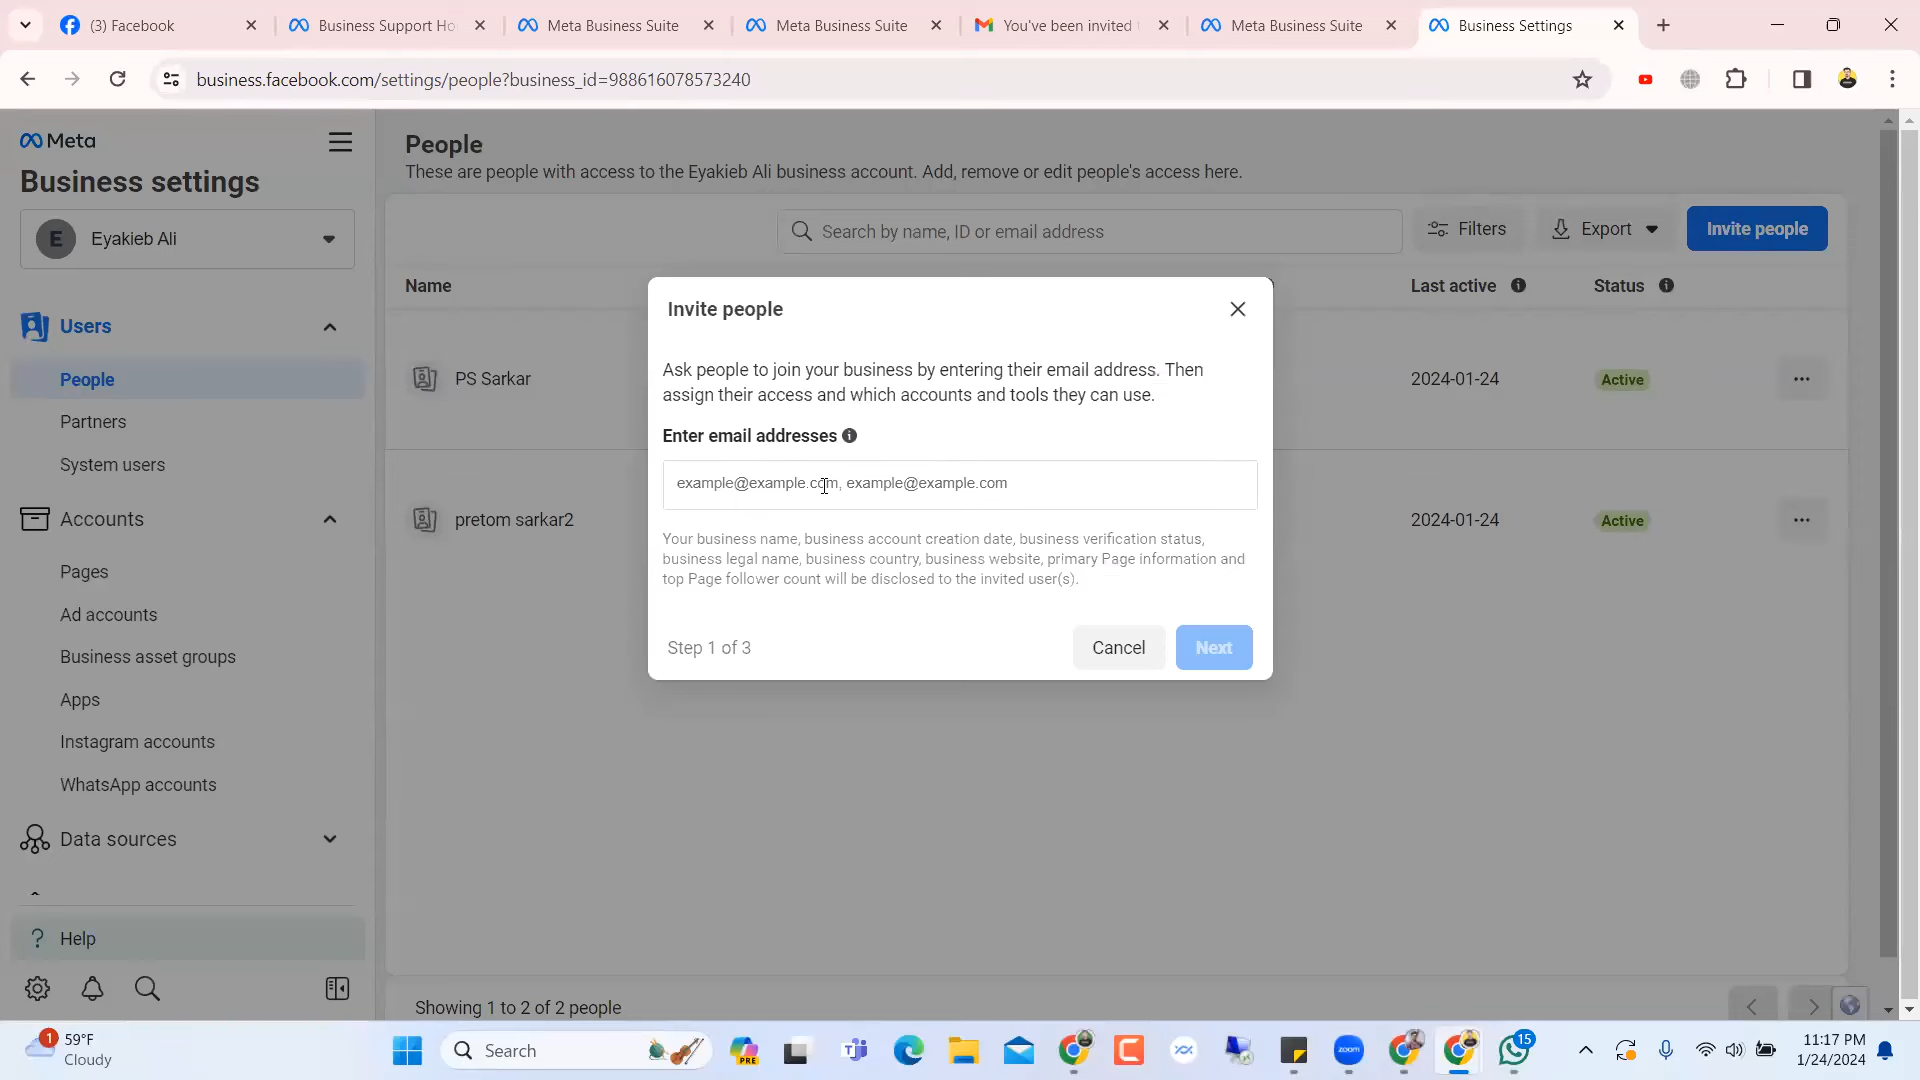 (3) Facebook
Business Support Ho
Meta Business Suite
Meta Business Suite
You've been invited
Meta Business Suite
Business Settings
business.facebook.com/settings/people?business_id=988616078573240
Meta
Business settings
E
Eyakieb Ali
Users
People
Partners
System users
Accounts
Pages
Ad accounts
Business asset groups
Apps
Instagram accounts
WhatsApp accounts
Data sources
Help
People
These are people with access to the Eyakieb Ali business account. Add, remove or edit people's access here.
Search by name, ID or email address
Filters
Export
Invite people
Name
Last active
Status
PS Sarkar
2024-01-24
Active
pretom sarkar2
2024-01-24
Active
Invite people
Ask people to join your business by entering their email address. Then
assign their access and which accounts and tools they can use.
Enter email addresses
example@example.com, example@example.com
Your business name, business account creation date, business verification status,
business legal name, business country, business website, primary Page information and
top Page follower count will be disclosed to the invited user(s).
Step 1 of 3
Cancel
Next
Showing 1 to 2 of 2 people
1
59°F
Cloudy
Search
PRE
zoom
15
11:17 PM
1/24/2024